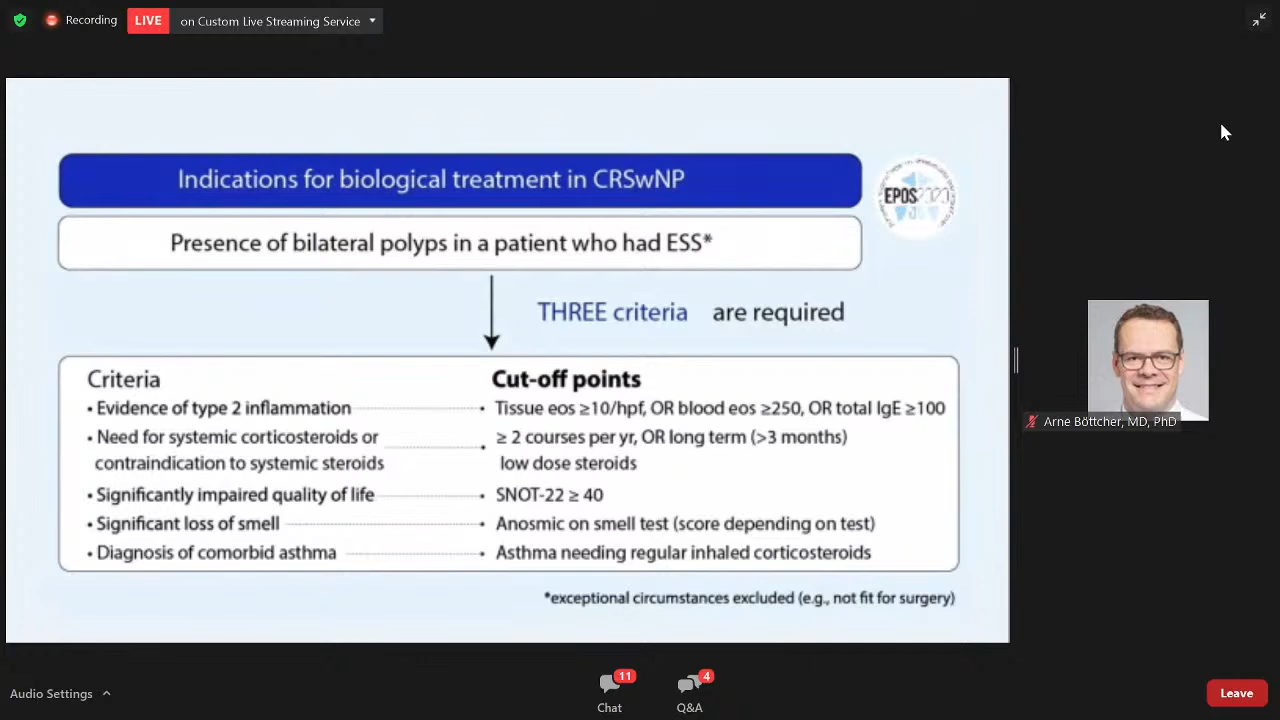 Recording
LIVE
on Custom Live Streaming Service
Indications for biological treatment in CRSwNP
EPOS2020
Presence of bilateral polyps in a patient who had ESS*
THREE criteria are required
Criteria Cut-off points
• Evidence of type 2 inflammation • Tissue eos ≥10/hpf, OR blood eos ≥250, OR total IgE ≥100
• Need for systemic corticosteroids or • ≥ 2 courses per yr, OR long term (>3 months)
contraindication to systemic steroids low dose steroids
• Significantly impaired quality of life • SNOT-22 ≥ 40
• Significant loss of smell • Anosmic on smell test (score depending on test)
• Diagnosis of comorbid asthma • Asthma needing regular inhaled corticosteroids
*exceptional circumstances excluded (e.g., not fit for surgery)
Arne Böttcher, MD, PhD
Audio Settings
11
Chat
4
Q&A
Leave